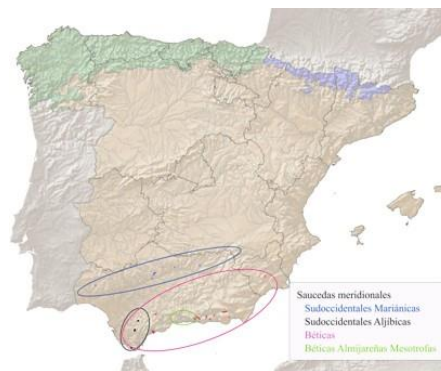 Saucedas meridionales
Sudoccidentales Mariánicas
Sudoccidentales Aljíbicas
Béticas
Béticas Almijareñas Mesotrofas